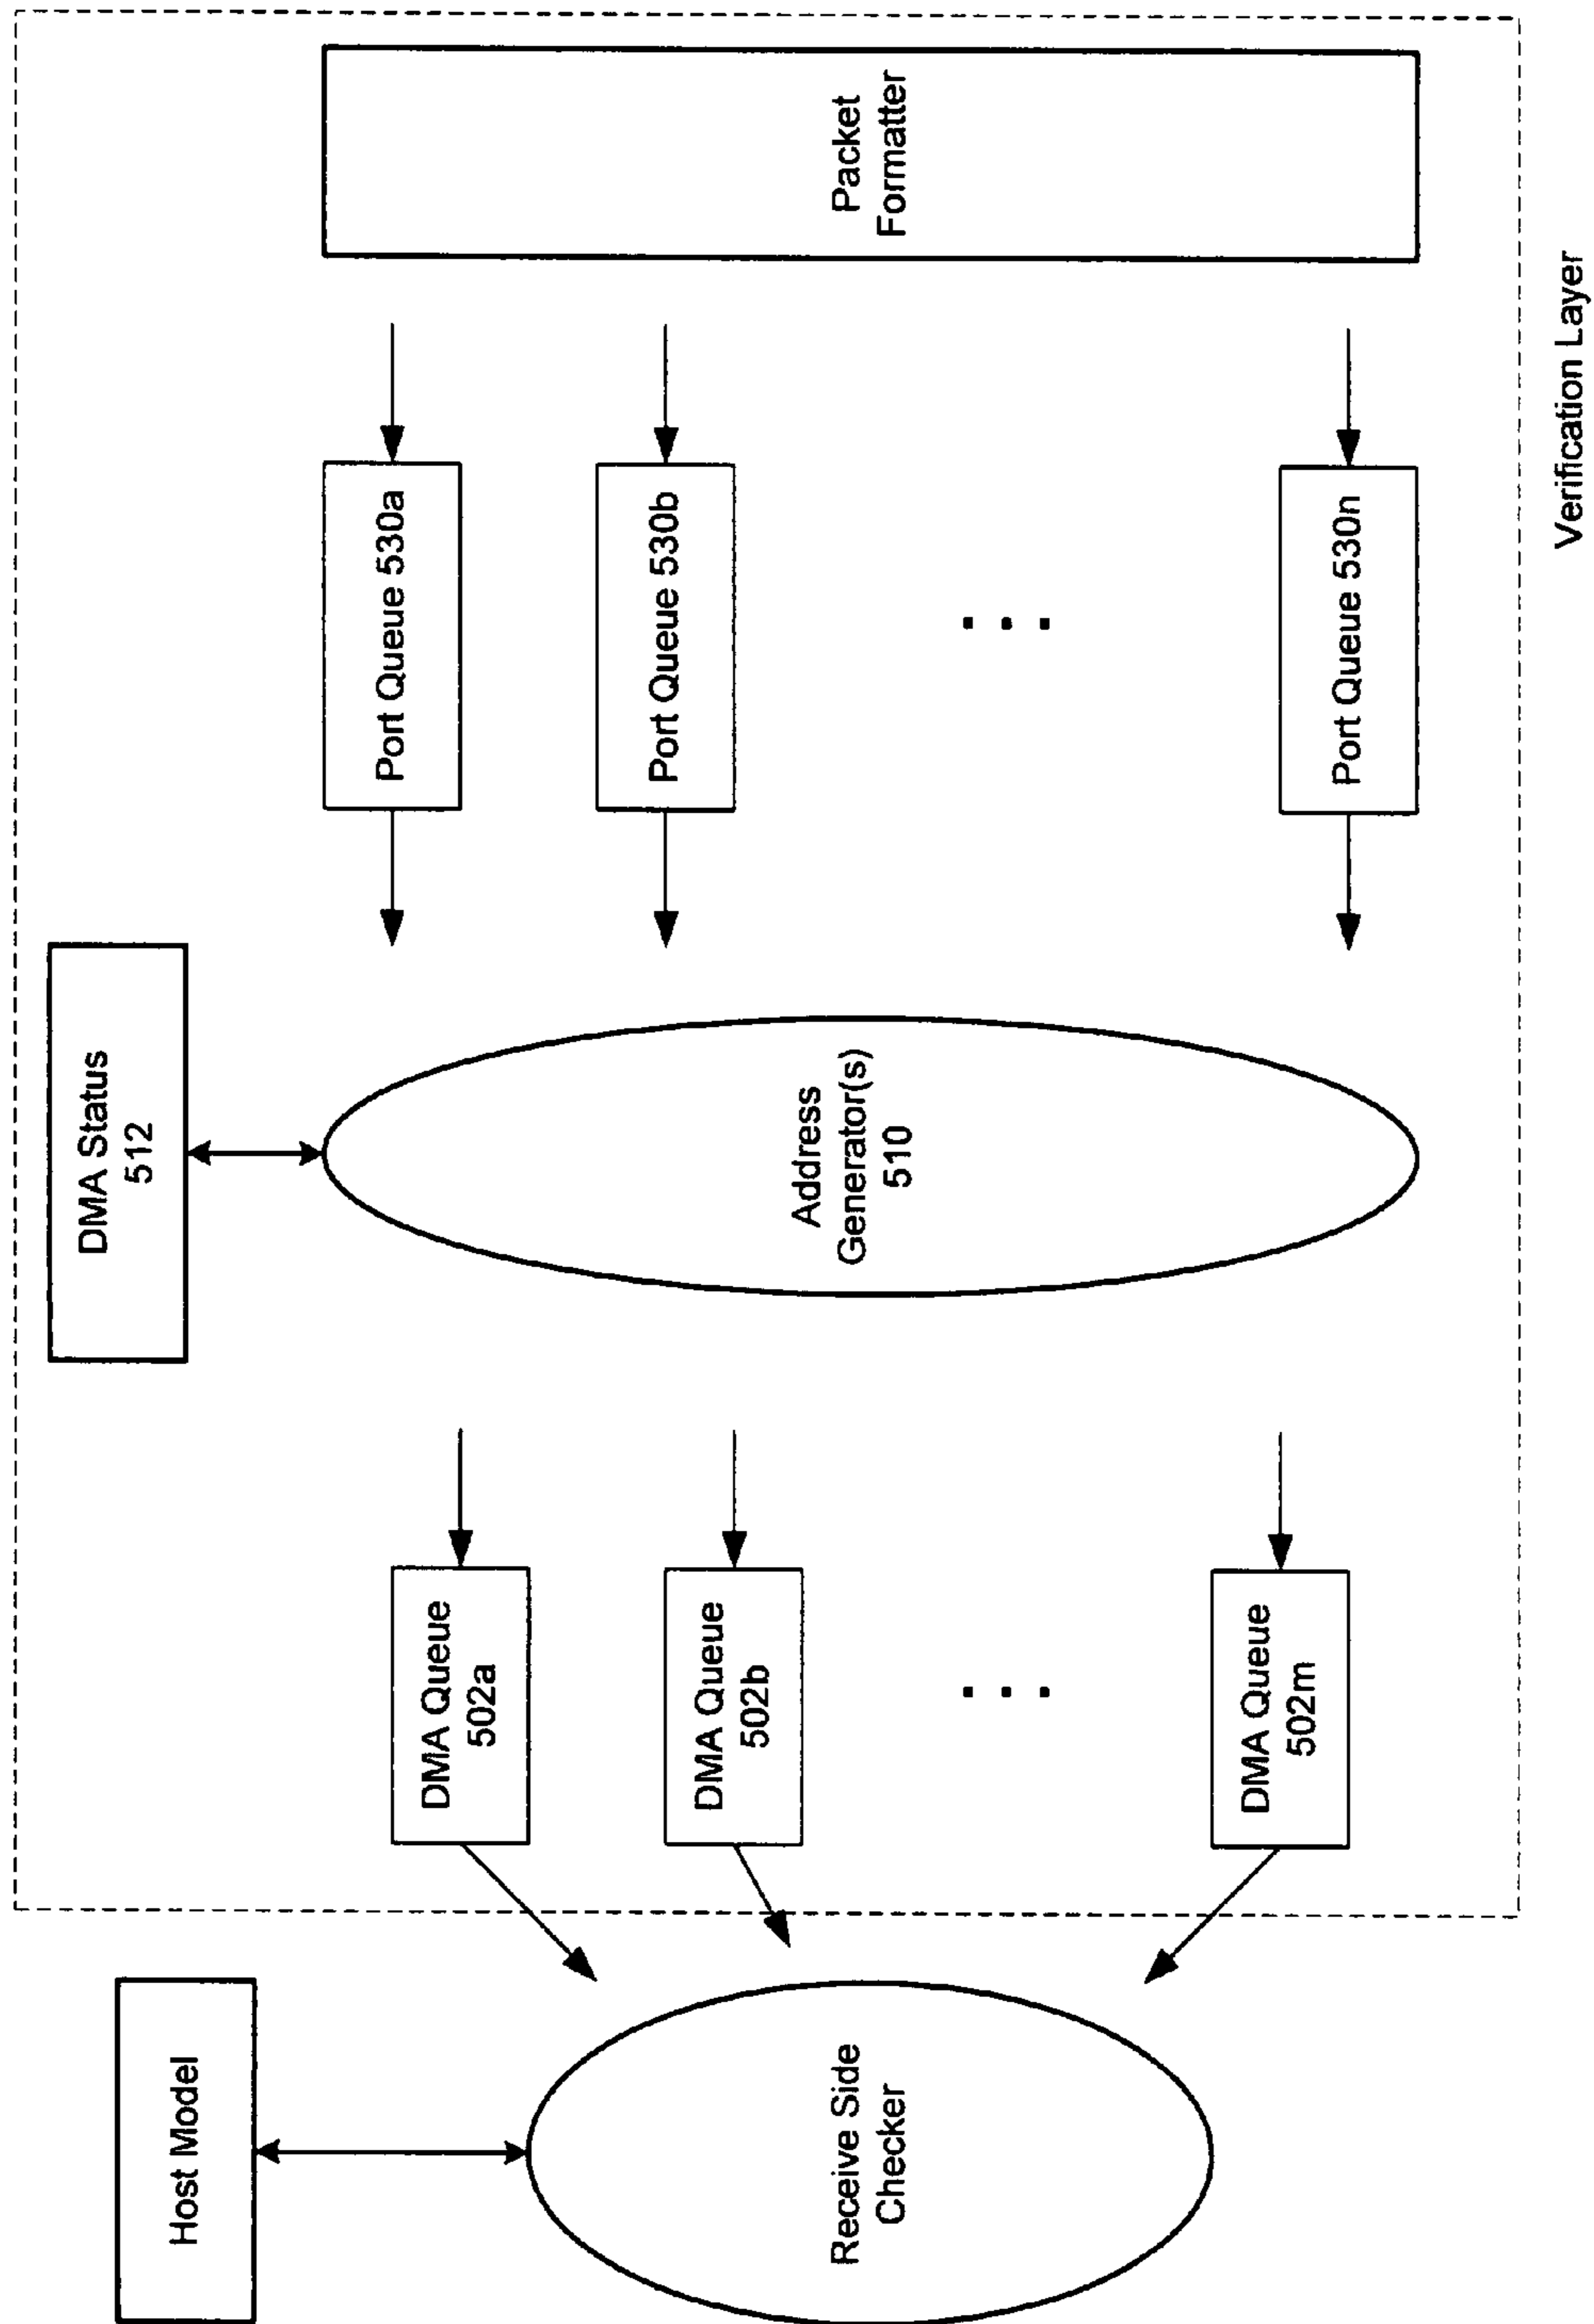 Host Model
Receive Side
Checker
DMA Queue
502a
DMA Queue
502b
. . .
DMA Queue
502m
DMA Status
512
Address
Generator(s)
510
Port Queue 530a
Port Queue 530b
. . .
Port Queue 530n
Packet
Formatter
Verification Layer